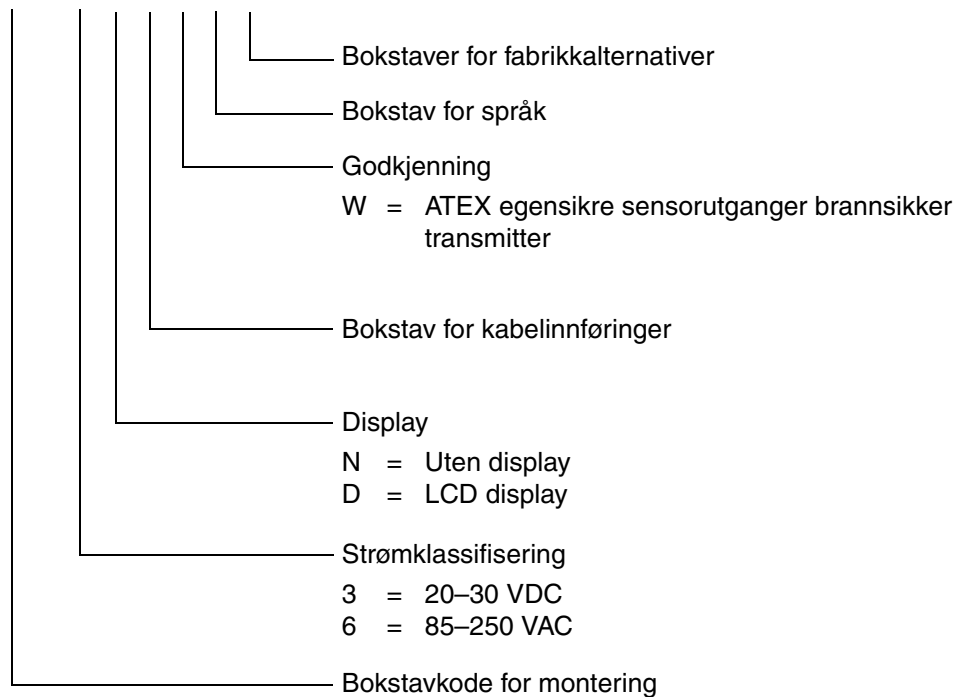 Bokstaver for fabrikkalternativer
Bokstav for språk
Godkjenning
W = ATEX egensikre sensorutganger brannsikker
transmitter
Bokstav for kabelinnføringer
Display
N = Uten display
D = LCD display
Strømklassifisering
3 = 20–30 VDC
6 = 85–250 VAC
Bokstavkode for montering